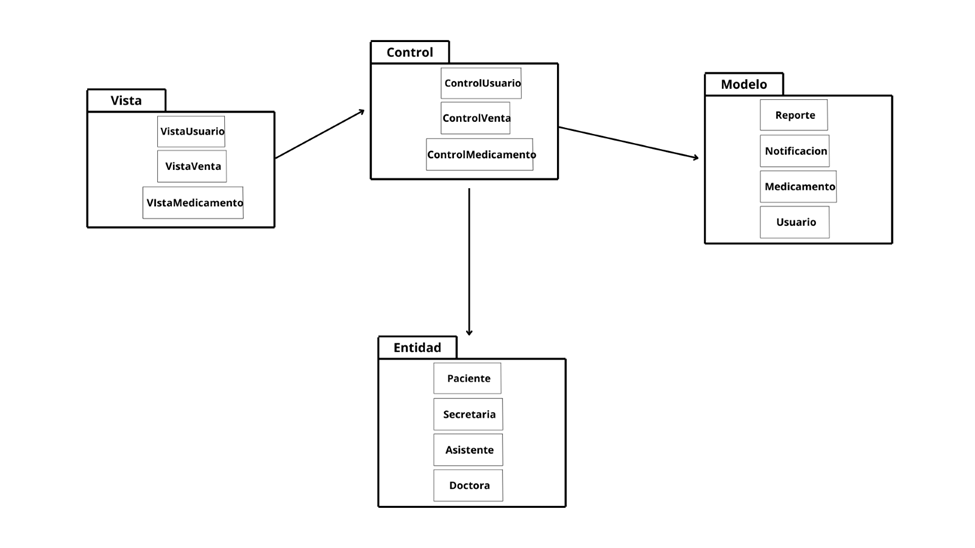 Vista
VistaUsuario
VistaVenta
VIstaMedicamento
Control
ControlUsuario
ControlVenta
ControlMedicamento
Modelo
Reporte
Notificacion
Medicamento
Usuario
Entidad
Paciente
Secretaria
Asistente
Doctora